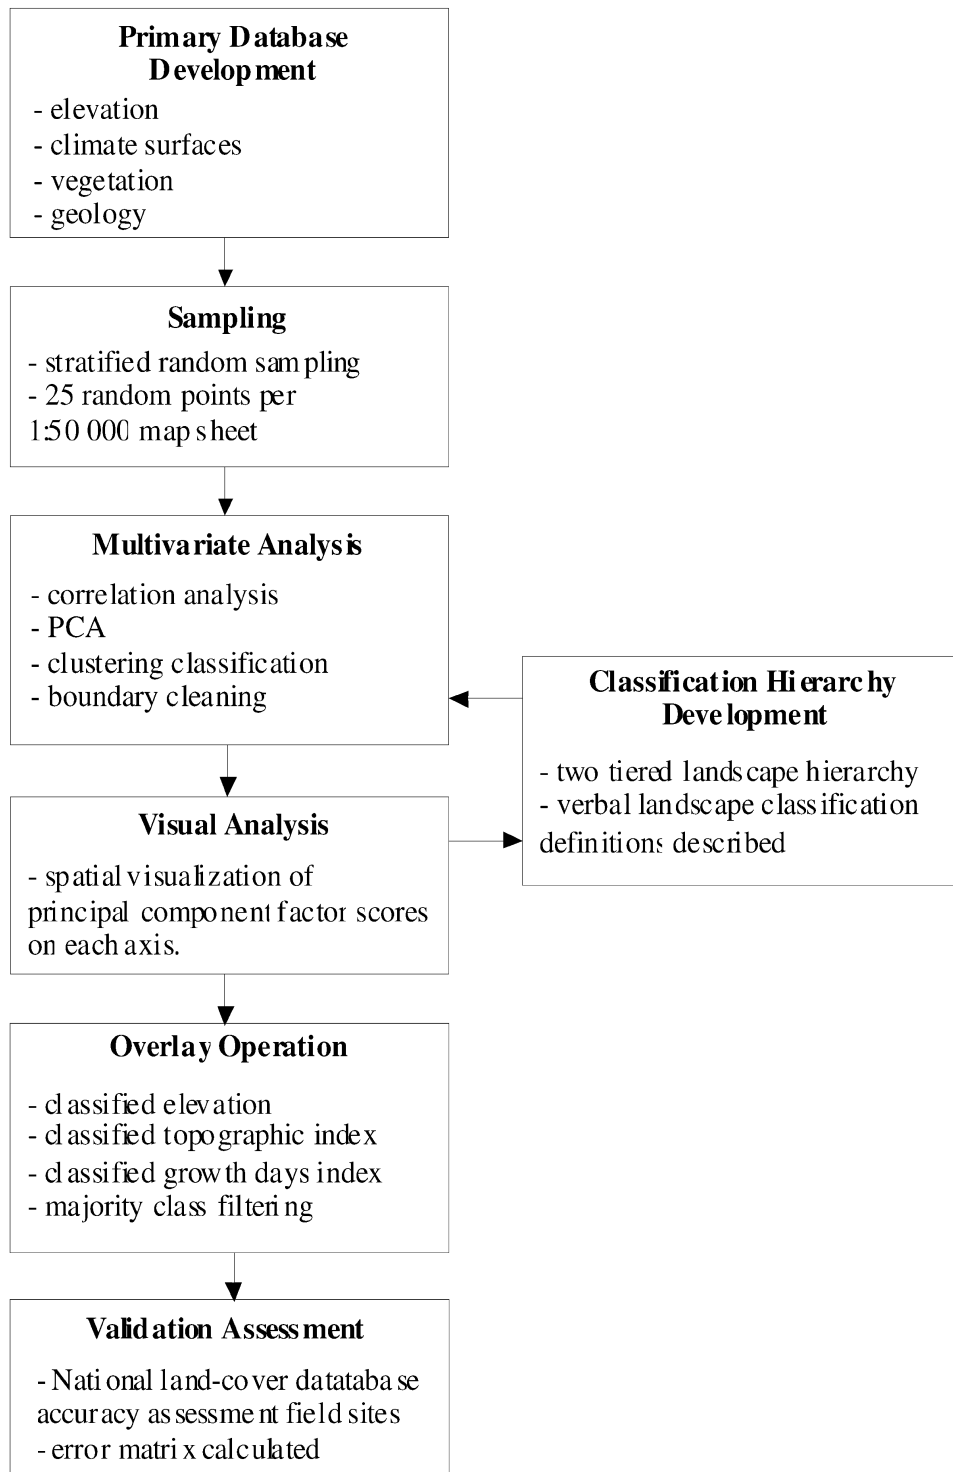 Primary Database
Development
- elevation
- climate surfaces
- vegetation
- geology
Sampling
- stratified random sampling
- 25 random points per
1:50 000 map sheet
Multivariate Analysis
- correlation analysis
- PCA
- clustering classification
- boundary cleaning
Classification Hierarchy
Development
- two tiered landscape hierarchy
- verbal landscape classification
definitions described
Visual Analysis
- spatial visualization of
principal component factor scores
on each axis.
Overlay Operation
- classified elevation
- classified topographic index
- classified growth days index
- majority class filtering
Validation Assessment
- National land-cover datatabase
accuracy assessment field sites
- error matrix calculated